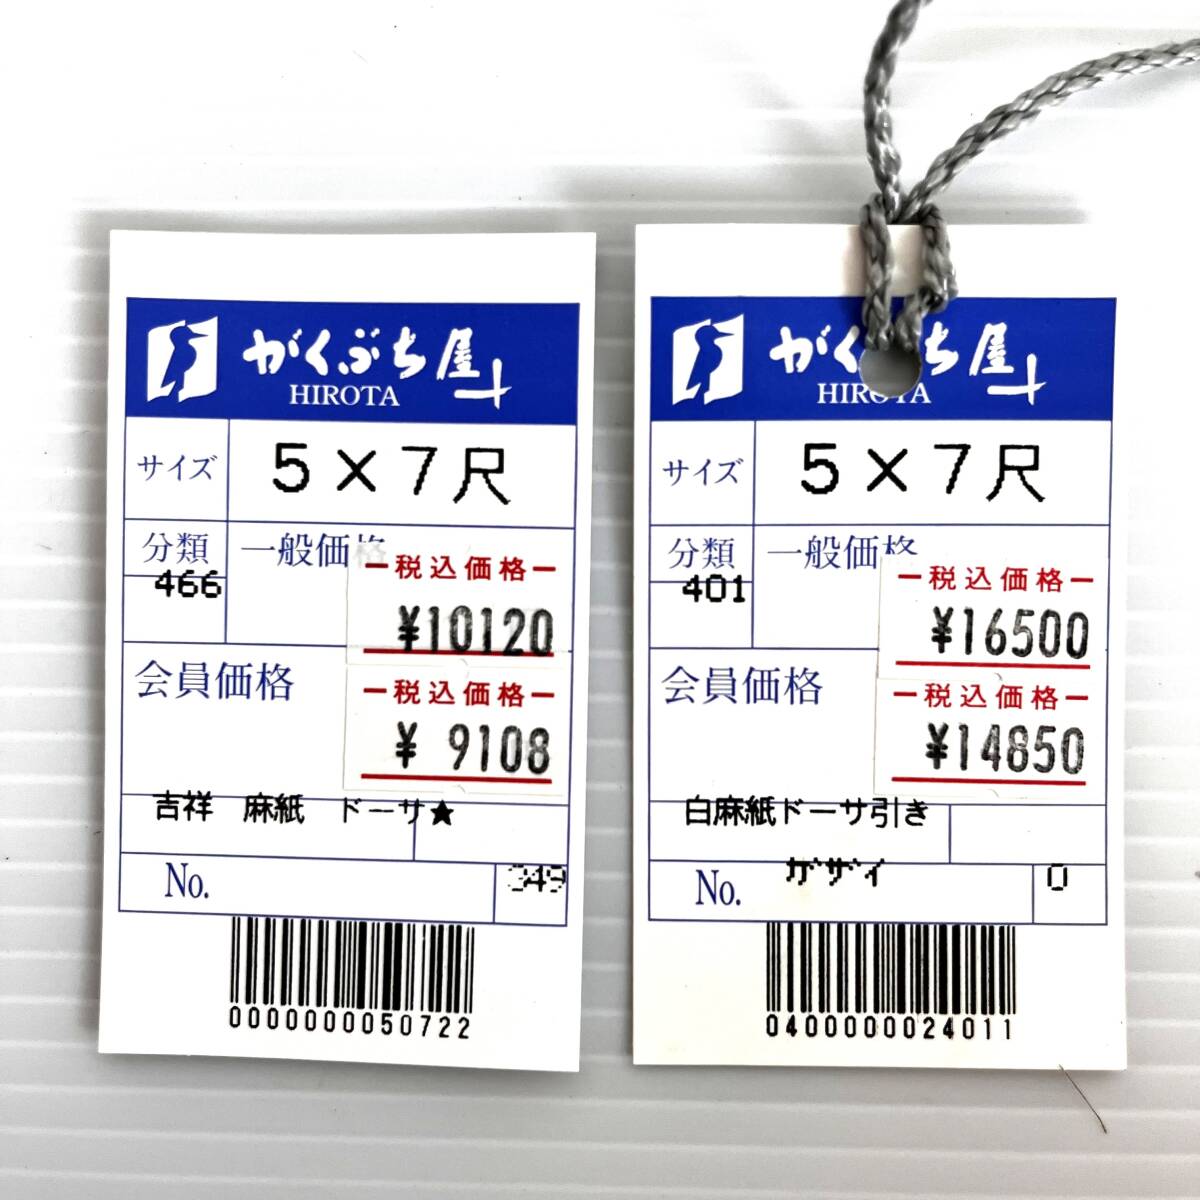 がくぶち屋
HIROTA
サイズ 5×7尺
分類 一般価格
466
ー税込価格ー
¥10120
会員価格
ー税込価格ー
¥ 9108
吉祥 麻紙 ドーサ★
No. 349
0000000050722
がくぶち屋
HIROTA
サイズ 5×7尺
分類 一般価格
401
ー税込価格ー
¥16500
会員価格
ー税込価格ー
¥14850
白麻紙ドーサ引き
ガザイ
No. 0
0400000024011